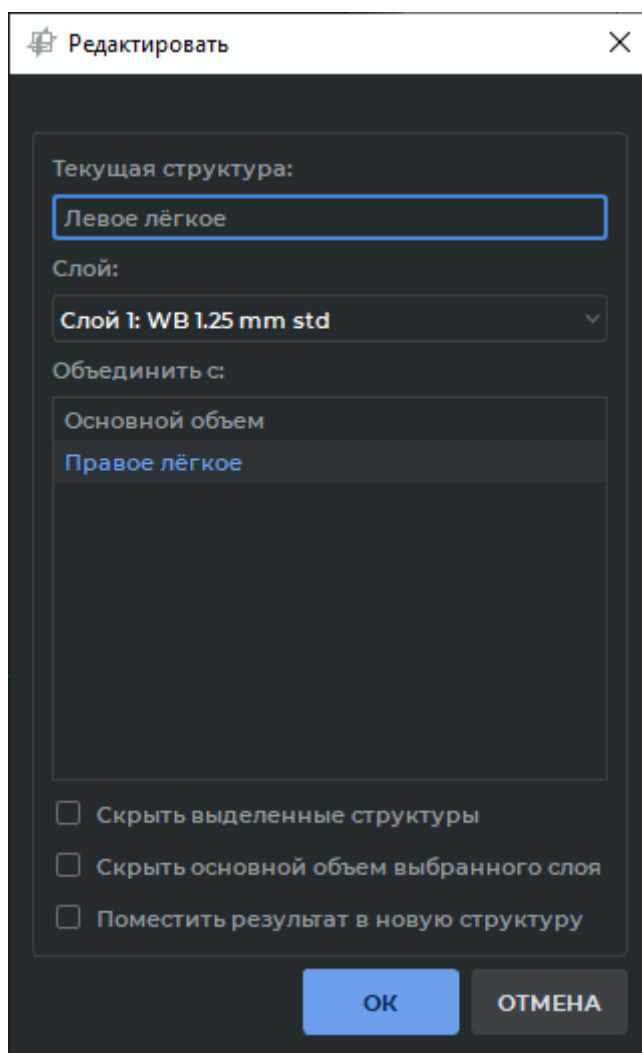 Редактировать
Текущая структура:
Левое лёгкое
Слой:
Слой 1: WB 1.25 mm std
Объединить с:
Основной объем
Правое лёгкое
Скрыть выделенные структуры
Скрыть основной объем выбранного слоя
Поместить результат в новую структуру
ОК
ОТМЕНА